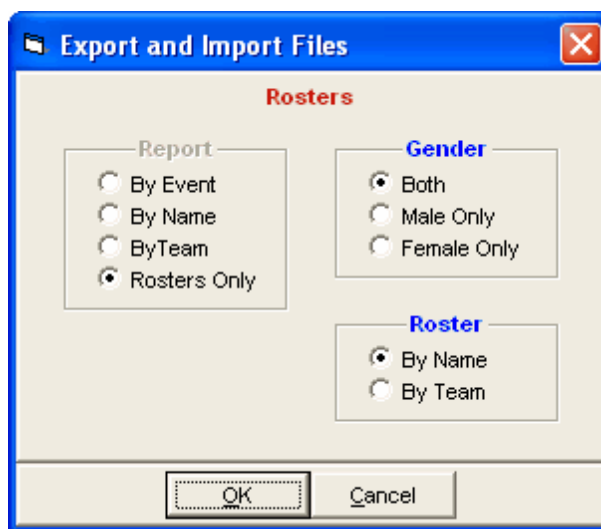 Export and Import Files
Rosters
Report
By Event
By Name
ByTeam
Rosters Only
Gender
Both
Male Only
Female Only
Roster
By Name
By Team
OK
Cancel